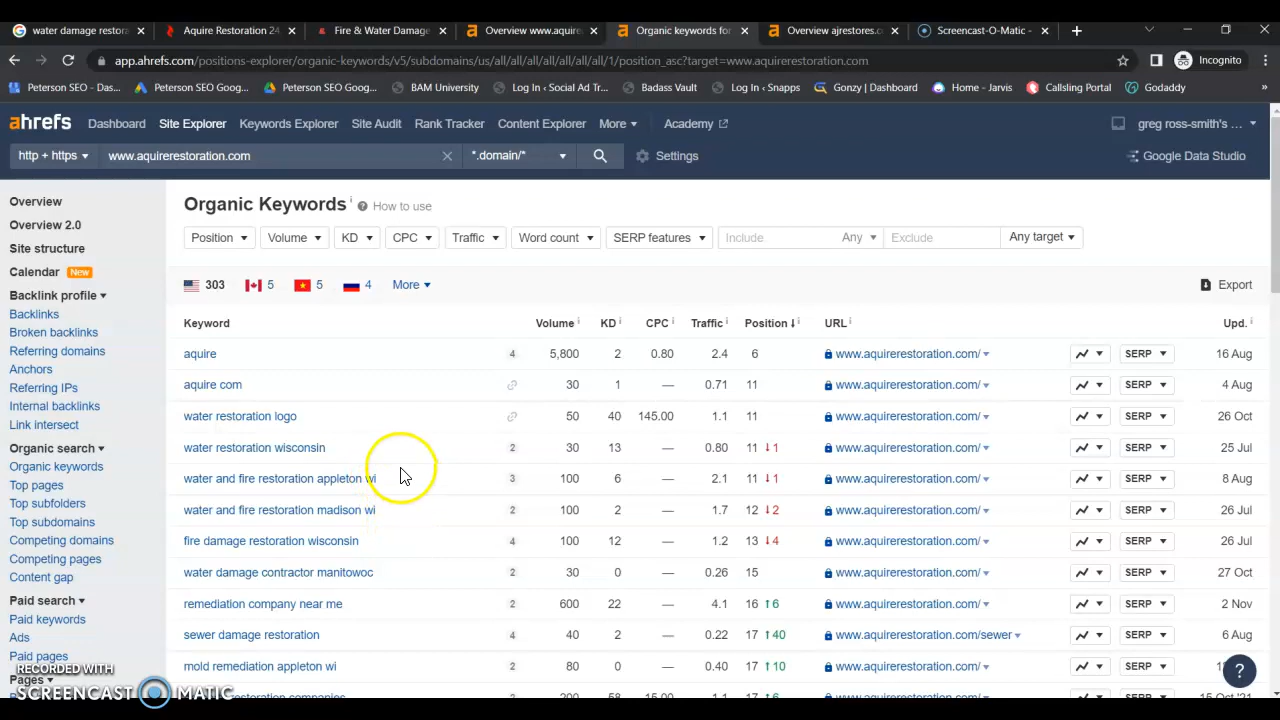 water damage restora
Aquire Restoration 24
Fire & Water Damage
Overview www.aquire
Organic keywords for
Overview ajrestores.c
Screencast-O-Matic -
app.ahrefs.com/positions-explorer/organic-keywords/v5/subdomains/us/all/all/all/all/all/all/1/position_asc?target=www.aquirerestoration.com
Incognito
Peterson SEO - Das...
Peterson SEO Goog...
Peterson SEO Goog...
BAM University
Log In ‹ Social Ad Tr...
Badass Vault
Log In ‹ Snapps
Gonzy | Dashboard
Home - Jarvis
Callsling Portal
Godaddy
»
ahrefs Dashboard Site Explorer Keywords Explorer Site Audit Rank Tracker Content Explorer More Academy greg ross-smith's ...
http + https www.aquirerestoration.com *.domain/* Settings Google Data Studio
Overview
Overview 2.0
Site structure
Calendar New
Backlink profile
Backlinks
Broken backlinks
Referring domains
Anchors
Referring IPs
Internal backlinks
Link intersect
Organic search
Organic keywords
Top pages
Top subfolders
Top subdomains
Competing domains
Competing pages
Content gap
Paid search
Paid keywords
Ads
Paid pages
Pages
Organic Keywords i ? How to use
Position Volume KD CPC Traffic Word count SERP features Include Any Exclude Any target
303 5 5 4 More Export
Keyword Volume KD CPC Traffic Position URL Upd.
aquire 4 5,800 2 0.80 2.4 6 www.aquirerestoration.com/ SERP 16 Aug
aquire com 30 1 — 0.71 11 www.aquirerestoration.com/ SERP 4 Aug
water restoration logo 50 40 145.00 1.1 11 www.aquirerestoration.com/ SERP 26 Oct
water restoration wisconsin 2 30 13 — 0.80 11 ↓1 www.aquirerestoration.com/ SERP 25 Jul
water and fire restoration appleton wi 3 100 6 — 2.1 11 ↓1 www.aquirerestoration.com/ SERP 8 Aug
water and fire restoration madison wi 2 100 2 — 1.7 12 ↓2 www.aquirerestoration.com/ SERP 26 Jul
fire damage restoration wisconsin 4 100 12 — 1.2 13 ↓4 www.aquirerestoration.com/ SERP 26 Jul
water damage contractor manitowoc 2 30 0 — 0.26 15 www.aquirerestoration.com/ SERP 27 Oct
remediation company near me 2 600 22 — 4.1 16 ↑6 www.aquirerestoration.com/ SERP 2 Nov
sewer damage restoration 4 40 2 — 0.22 17 ↑40 www.aquirerestoration.com/sewer SERP 6 Aug
mold remediation appleton wi 2 80 0 — 0.40 17 ↑10 www.aquirerestoration.com/ SERP
RECORDED WITH
SCREENCAST MATIC
?